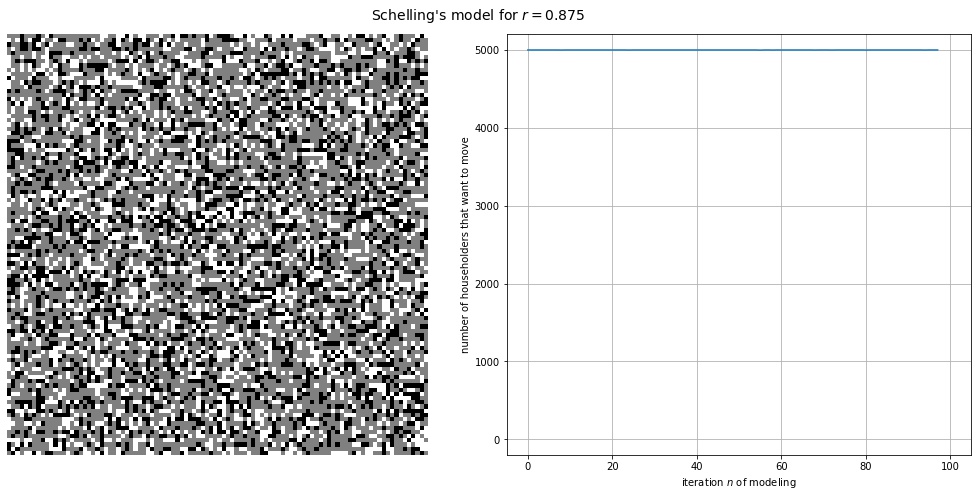 Schelling's model for r = 0.875
number of householders that want to move
5000
4000
3000
2000
1000
0
0 20 40 60 80 100
iteration n of modeling